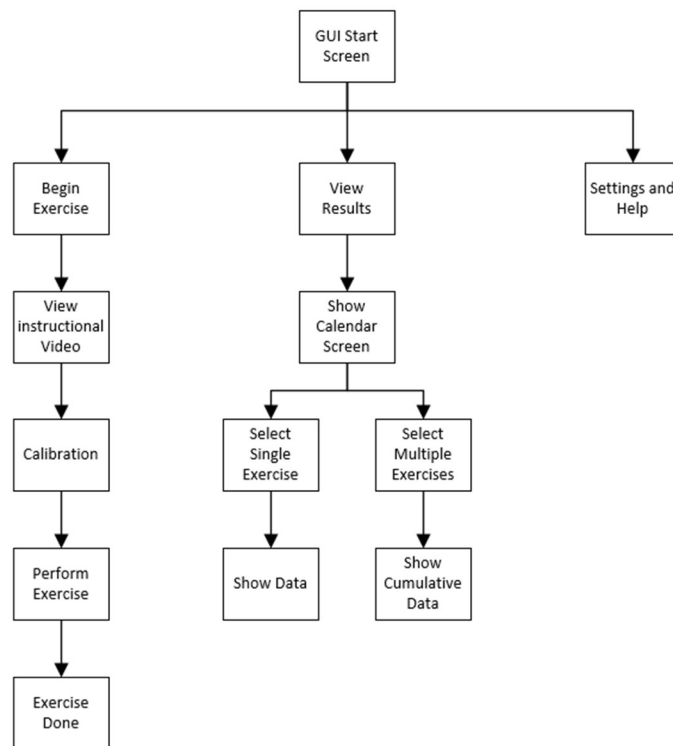 GUI Start
Screen
Begin
Exercise
View
Results
Settings and
Help
View
instructional
Video
Show
Calendar
Screen
Calibration
Select
Single
Exercise
Select
Multiple
Exercises
Perform
Exercise
Show Data
Show
Cumulative
Data
Exercise
Done